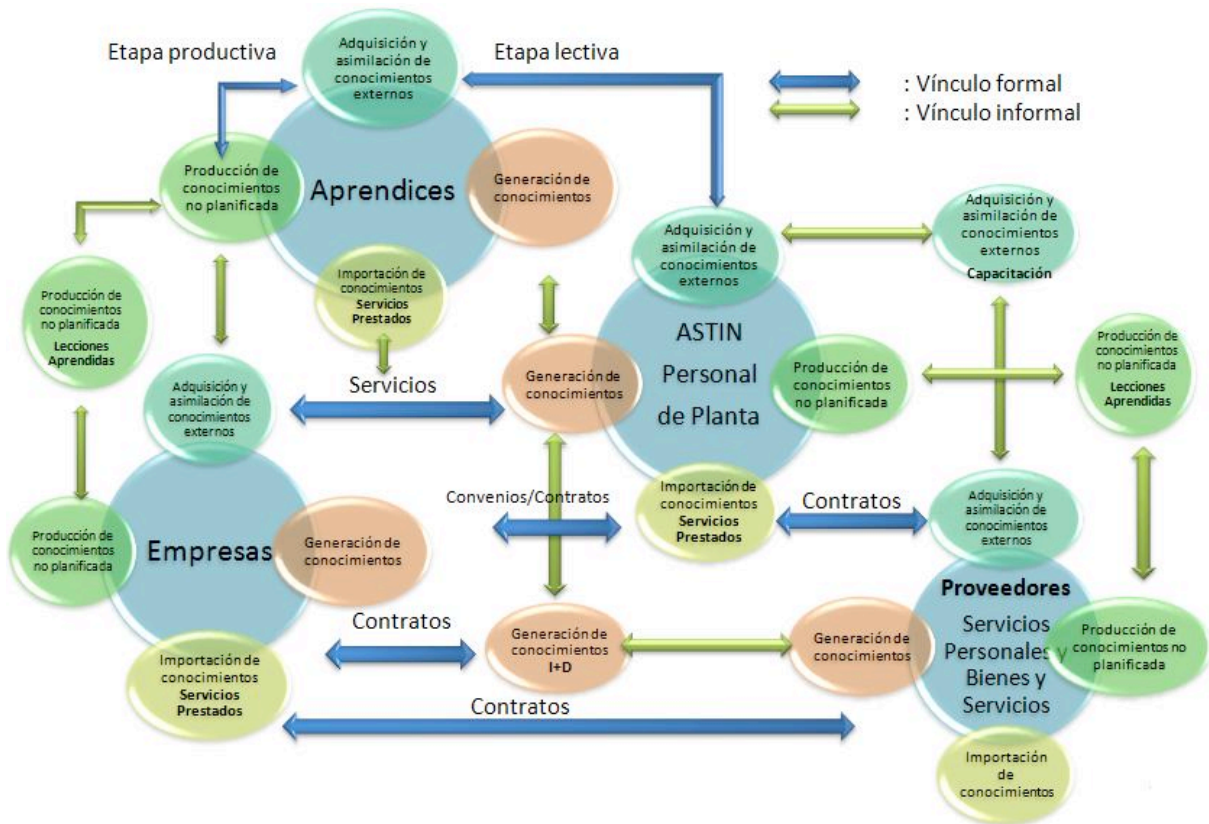 Etapa productiva
Adquisición y
asimilación de
conocimientos
externos
Etapa lectiva
: Vínculo formal
: Vínculo informal
Producción de
conocimientos
no planificada
Aprendices
Generación de
conocimientos
Importación de
conocimientos
Servicios
Prestados
Adquisición y
asimilación de
conocimientos
externos
Adquisición y
asimilación de
conocimientos
externos
Capacitación
Producción de
conocimientos
no planificada
Lecciones
Aprendidas
ASTIN
Personal
de Planta
Producción de
conocimientos
no planificada
Lecciones
Aprendidas
Adquisición y
asimilación de
conocimientos
externos
Servicios
Generación de
conocimientos
Producción de
conocimientos
no planificada
Importación de
conocimientos
Servicios
Prestados
Convenios/Contratos
Contratos
Adquisición y
asimilación de
conocimientos
externos
Producción de
conocimientos
no planificada
Empresas
Generación de
conocimientos
Contratos
Generación de
conocimientos
I+D
Generación de
conocimientos
Proveedores
Servicios
Personales y
Bienes y
Servicios
Producción de
conocimientos no
planificada
Importación de
conocimientos
Servicios
Prestados
Contratos
Importación
de
conocimientos